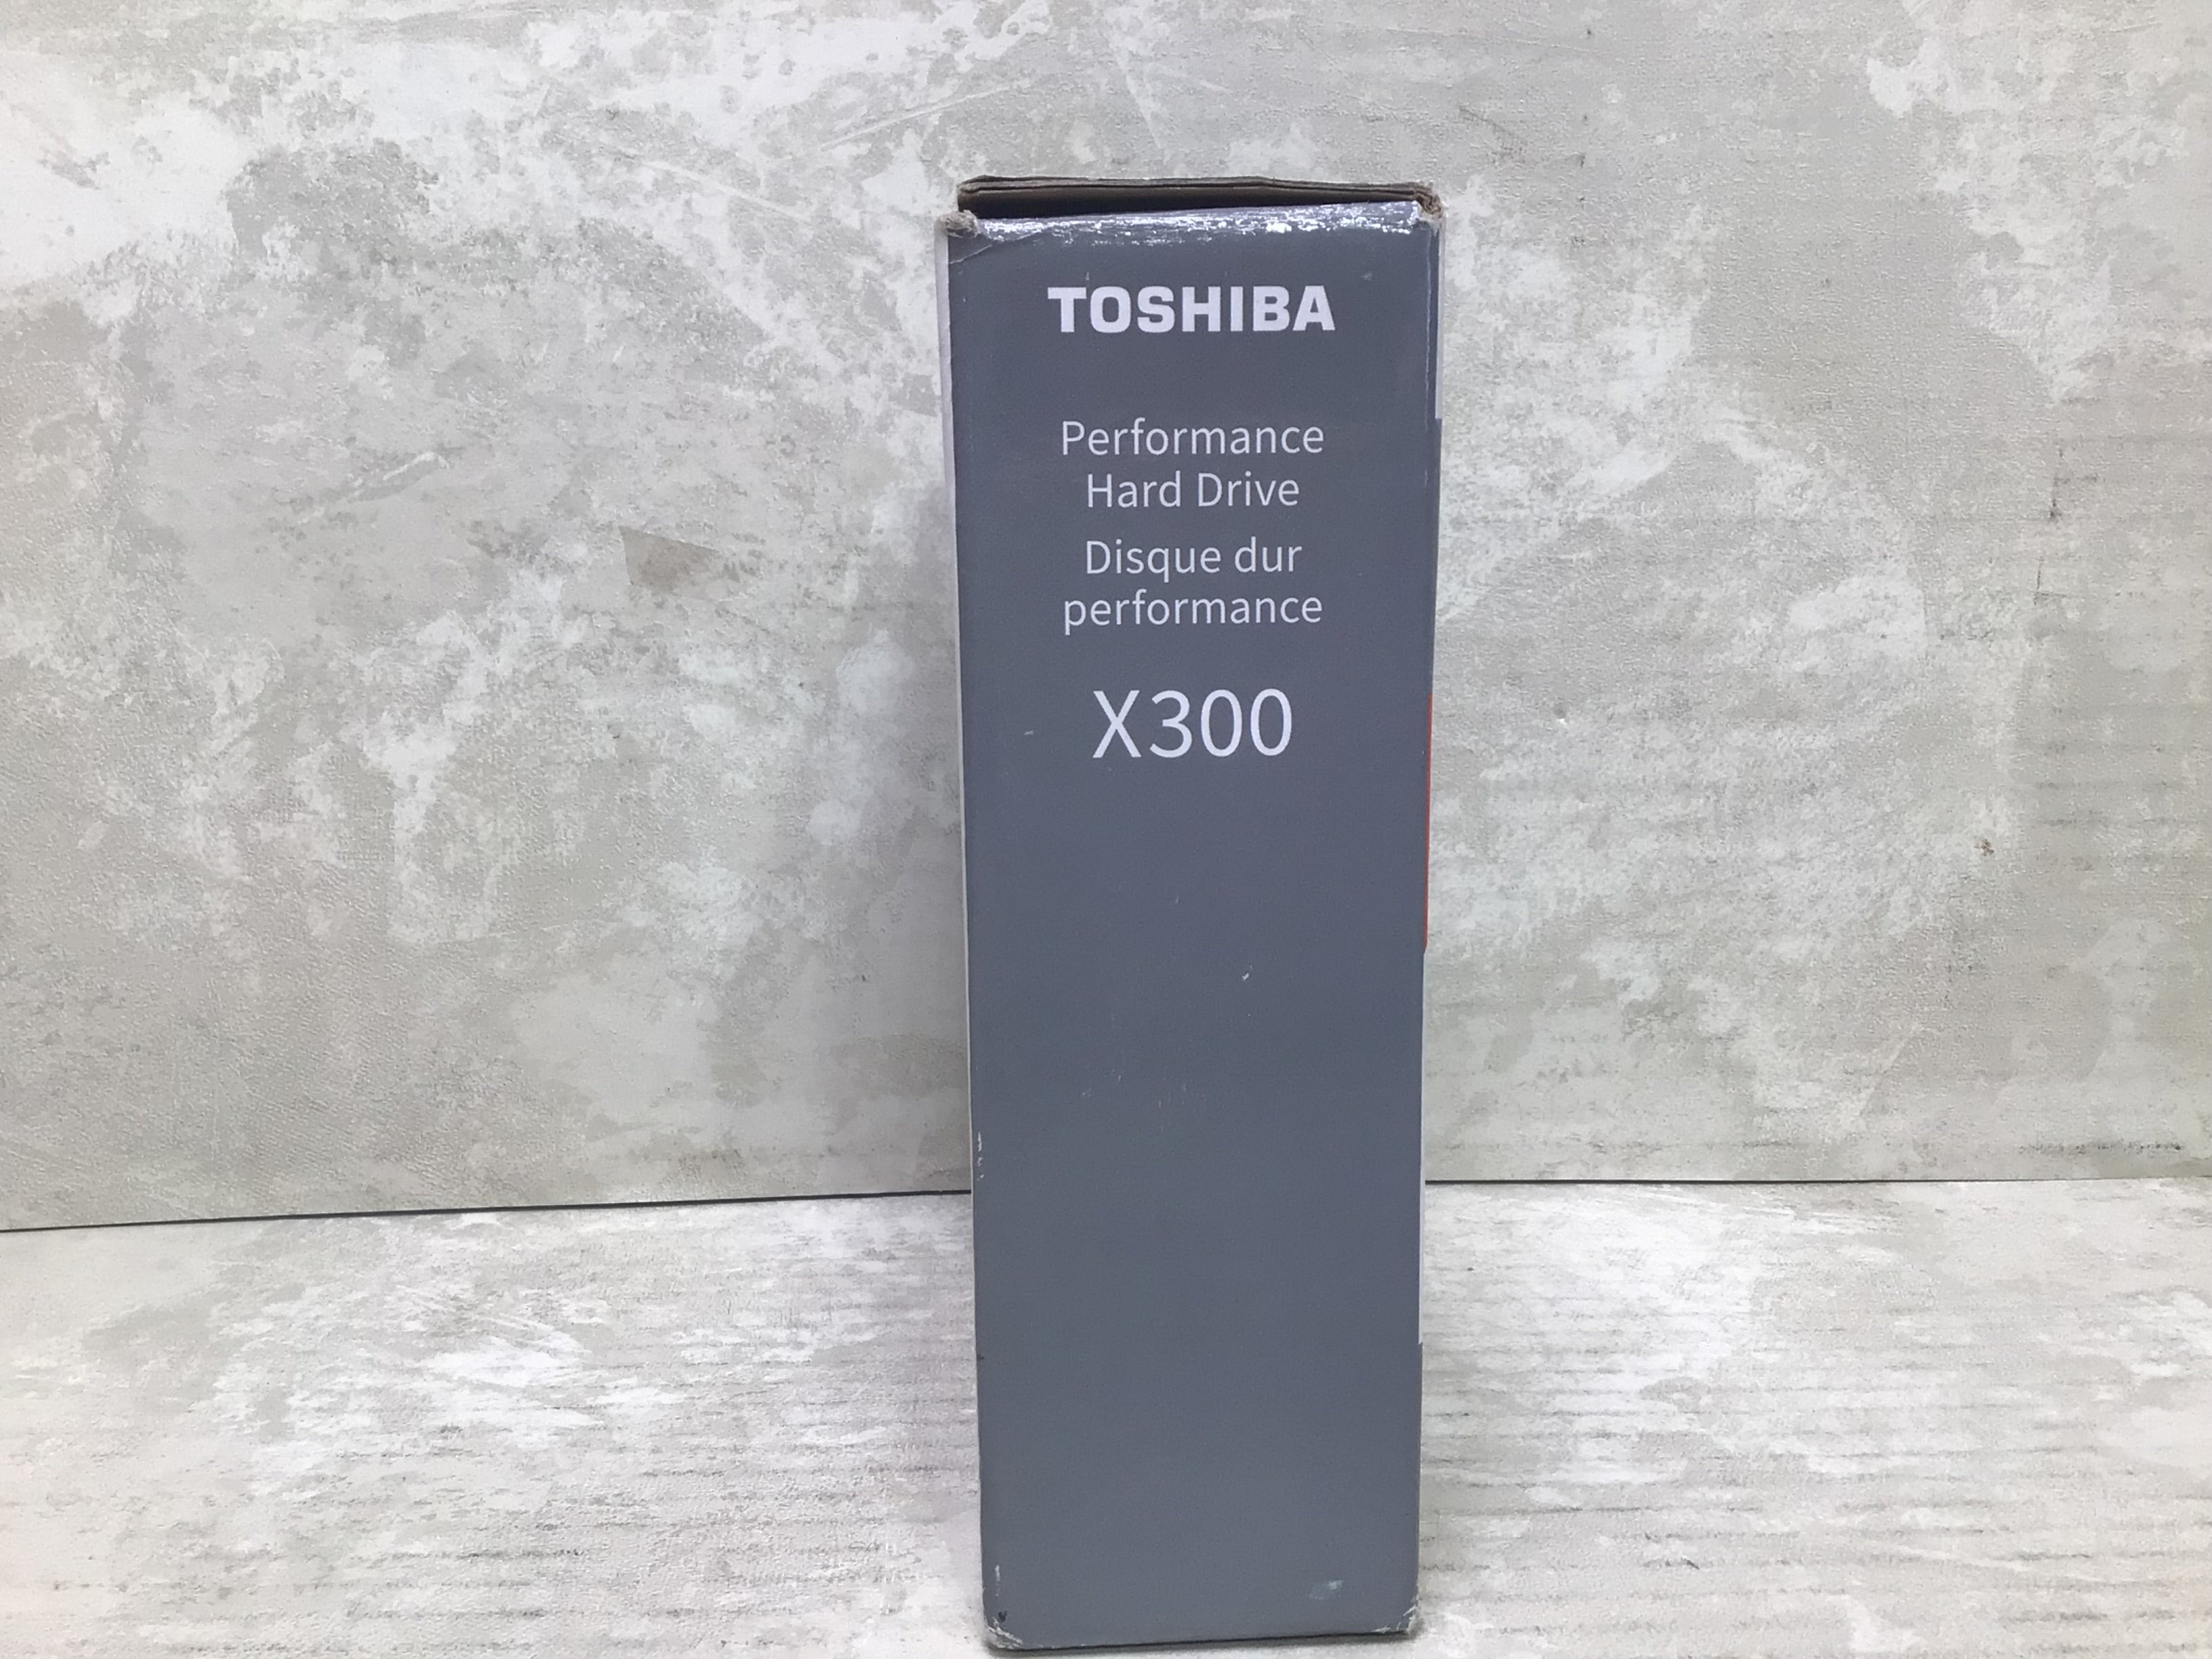 TOSHIBA
Performance
Hard Drive
Disque dur
performance
X300